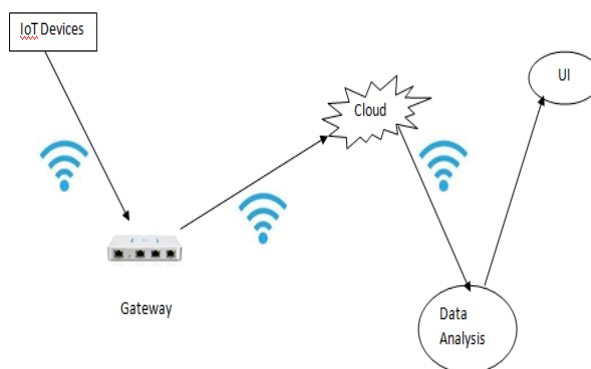 IoT Devices
Gateway
Cloud
Data
Analysis
UI